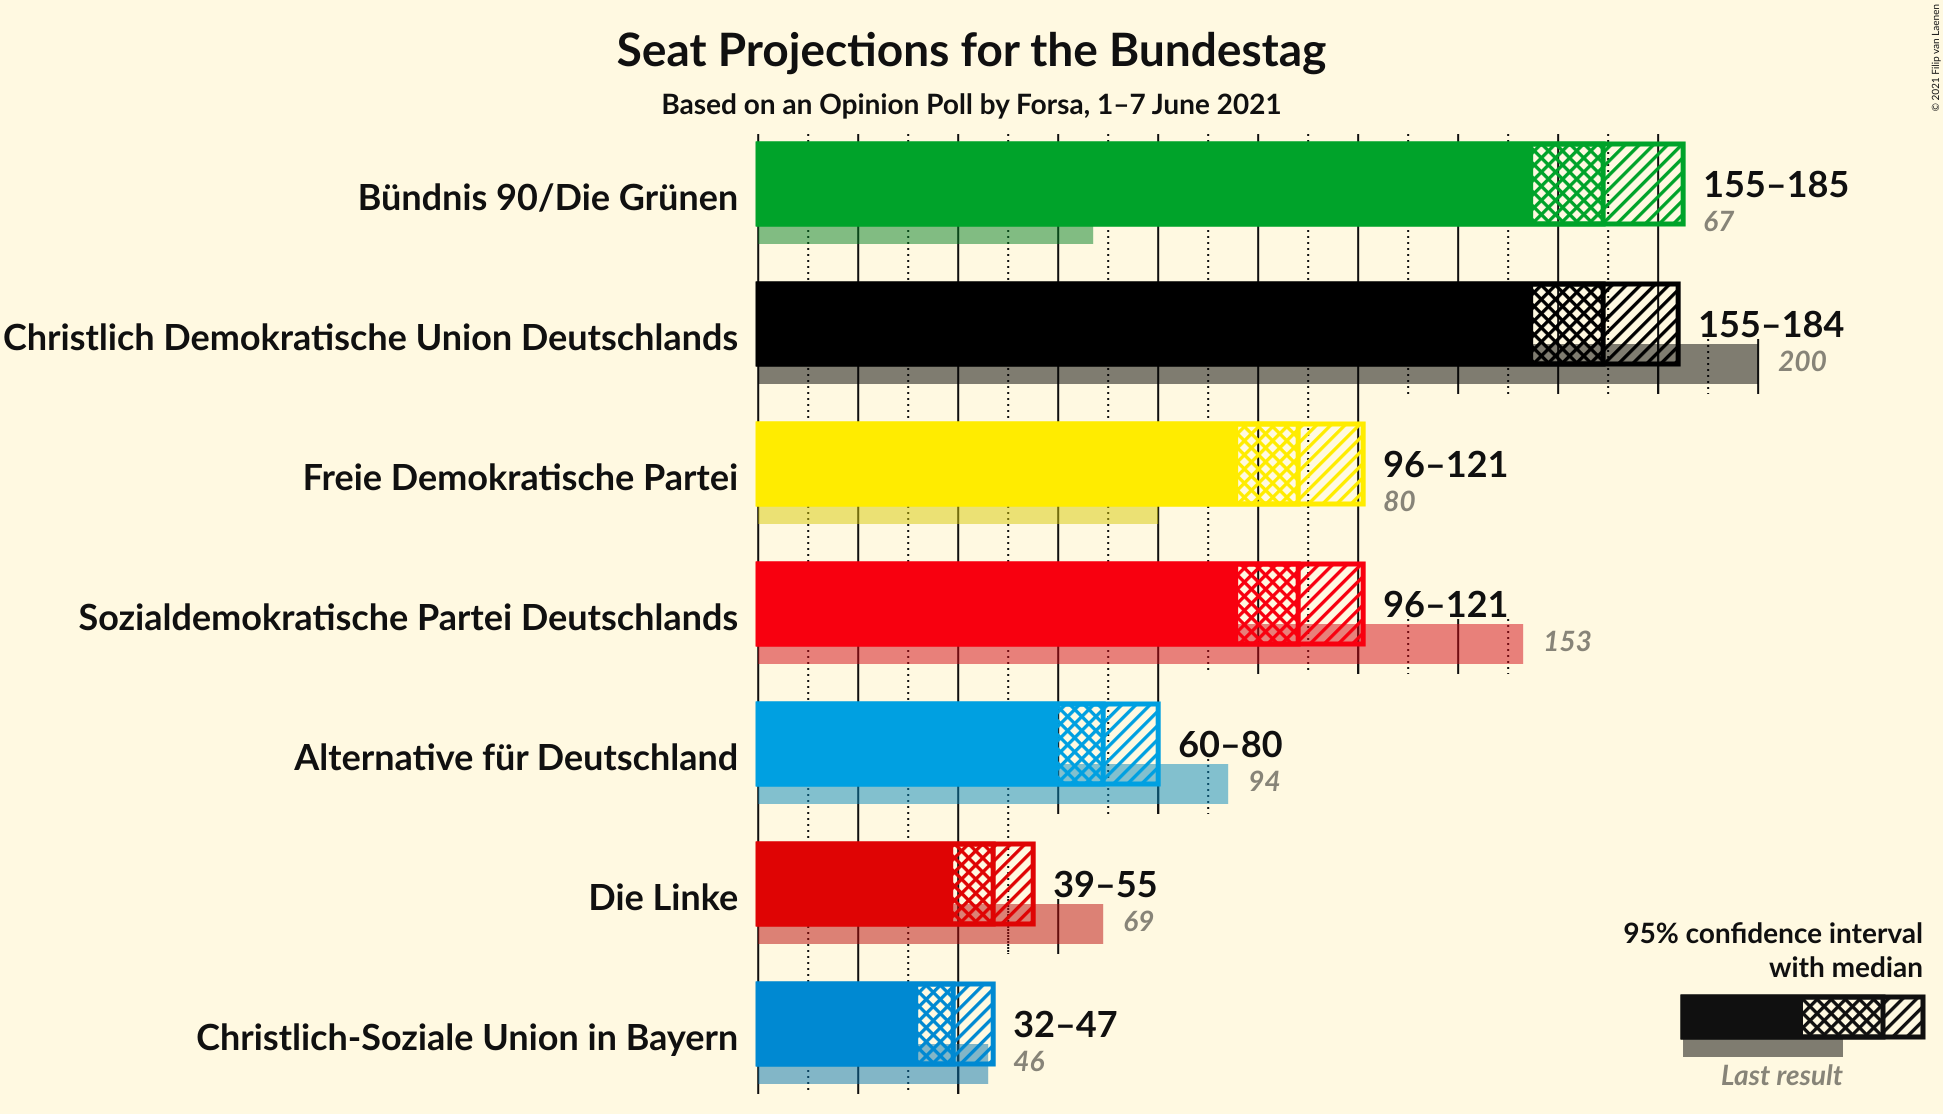 Seat Projections for the Bundestag
Based on an Opinion Poll by Forsa, 1–7 June 2021
© 2021 Filip van Laenen
Bündnis 90/Die Grünen
155–185
67
Christlich Demokratische Union Deutschlands
155–184
200
Freie Demokratische Partei
96–121
80
Sozialdemokratische Partei Deutschlands
96–121
153
Alternative für Deutschland
60–80
94
Die Linke
39–55
69
Christlich-Soziale Union in Bayern
32–47
46
95% confidence interval
with median
Last result